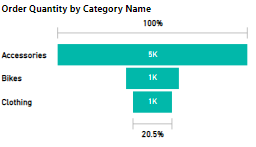 Order Quantity by Category Name
100%
Accessories 5K
Bikes 1K
Clothing 1K
20.5%